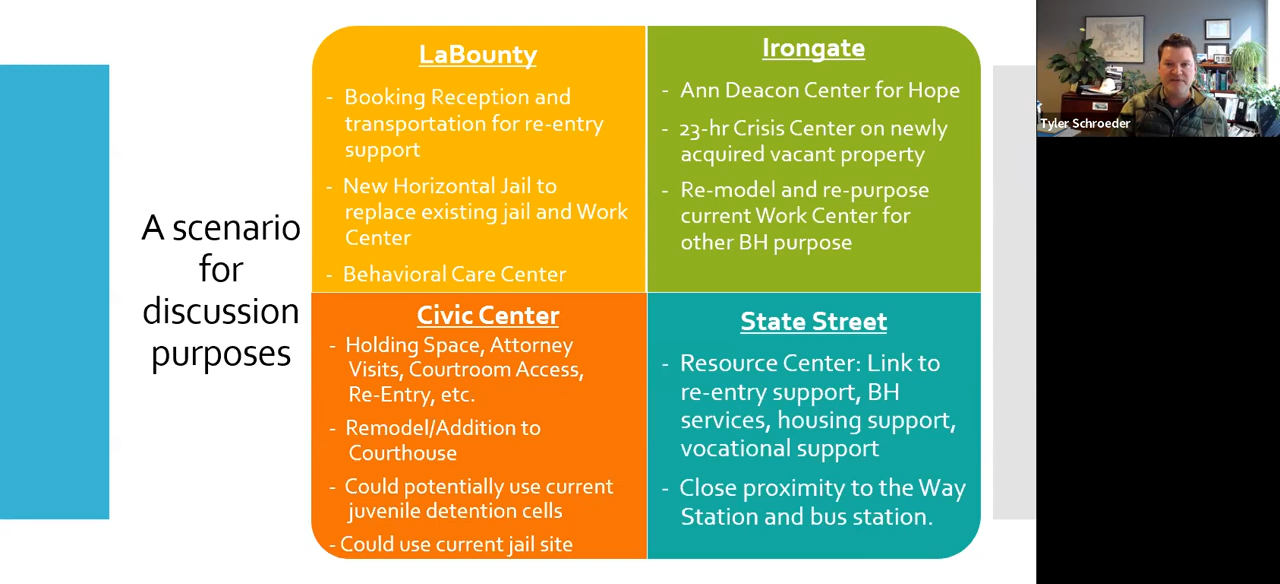 A scenario
for
discussion
purposes
LaBounty
- Booking Reception and
transportation for re-entry
support
- New Horizontal Jail to
replace existing jail and Work
Center
- Behavioral Care Center
Irongate
- Ann Deacon Center for Hope
- 23-hr Crisis Center on newly
acquired vacant property
- Re-model and re-purpose
current Work Center for
other BH purpose
Civic Center
- Holding Space, Attorney
Visits, Courtroom Access,
Re-Entry, etc.
- Remodel/Addition to
Courthouse
- Could potentially use current
juvenile detention cells
- Could use current jail site
State Street
- Resource Center: Link to
re-entry support, BH
services, housing support,
vocational support
- Close proximity to the Way
Station and bus station.
Tyler Schroeder